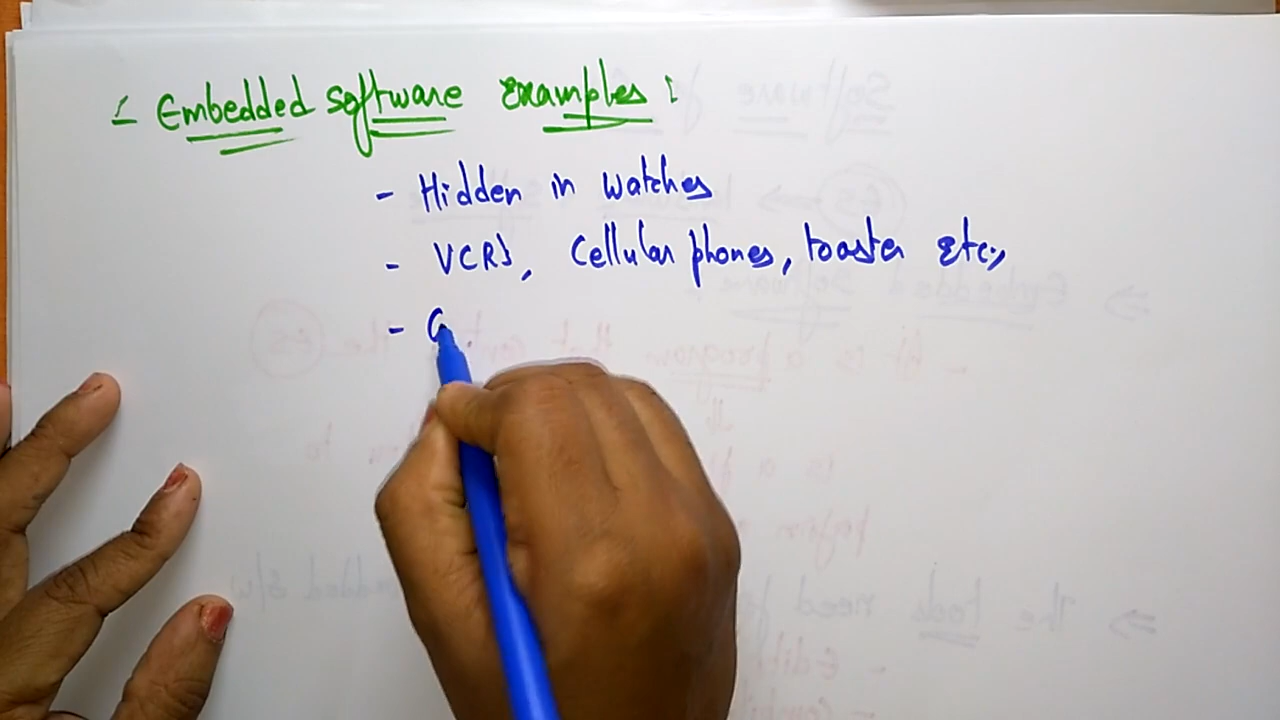 - Embedded software Examples :
- Hidden in watches
- VCRs, Cellular phones, toaster etc.,
- C